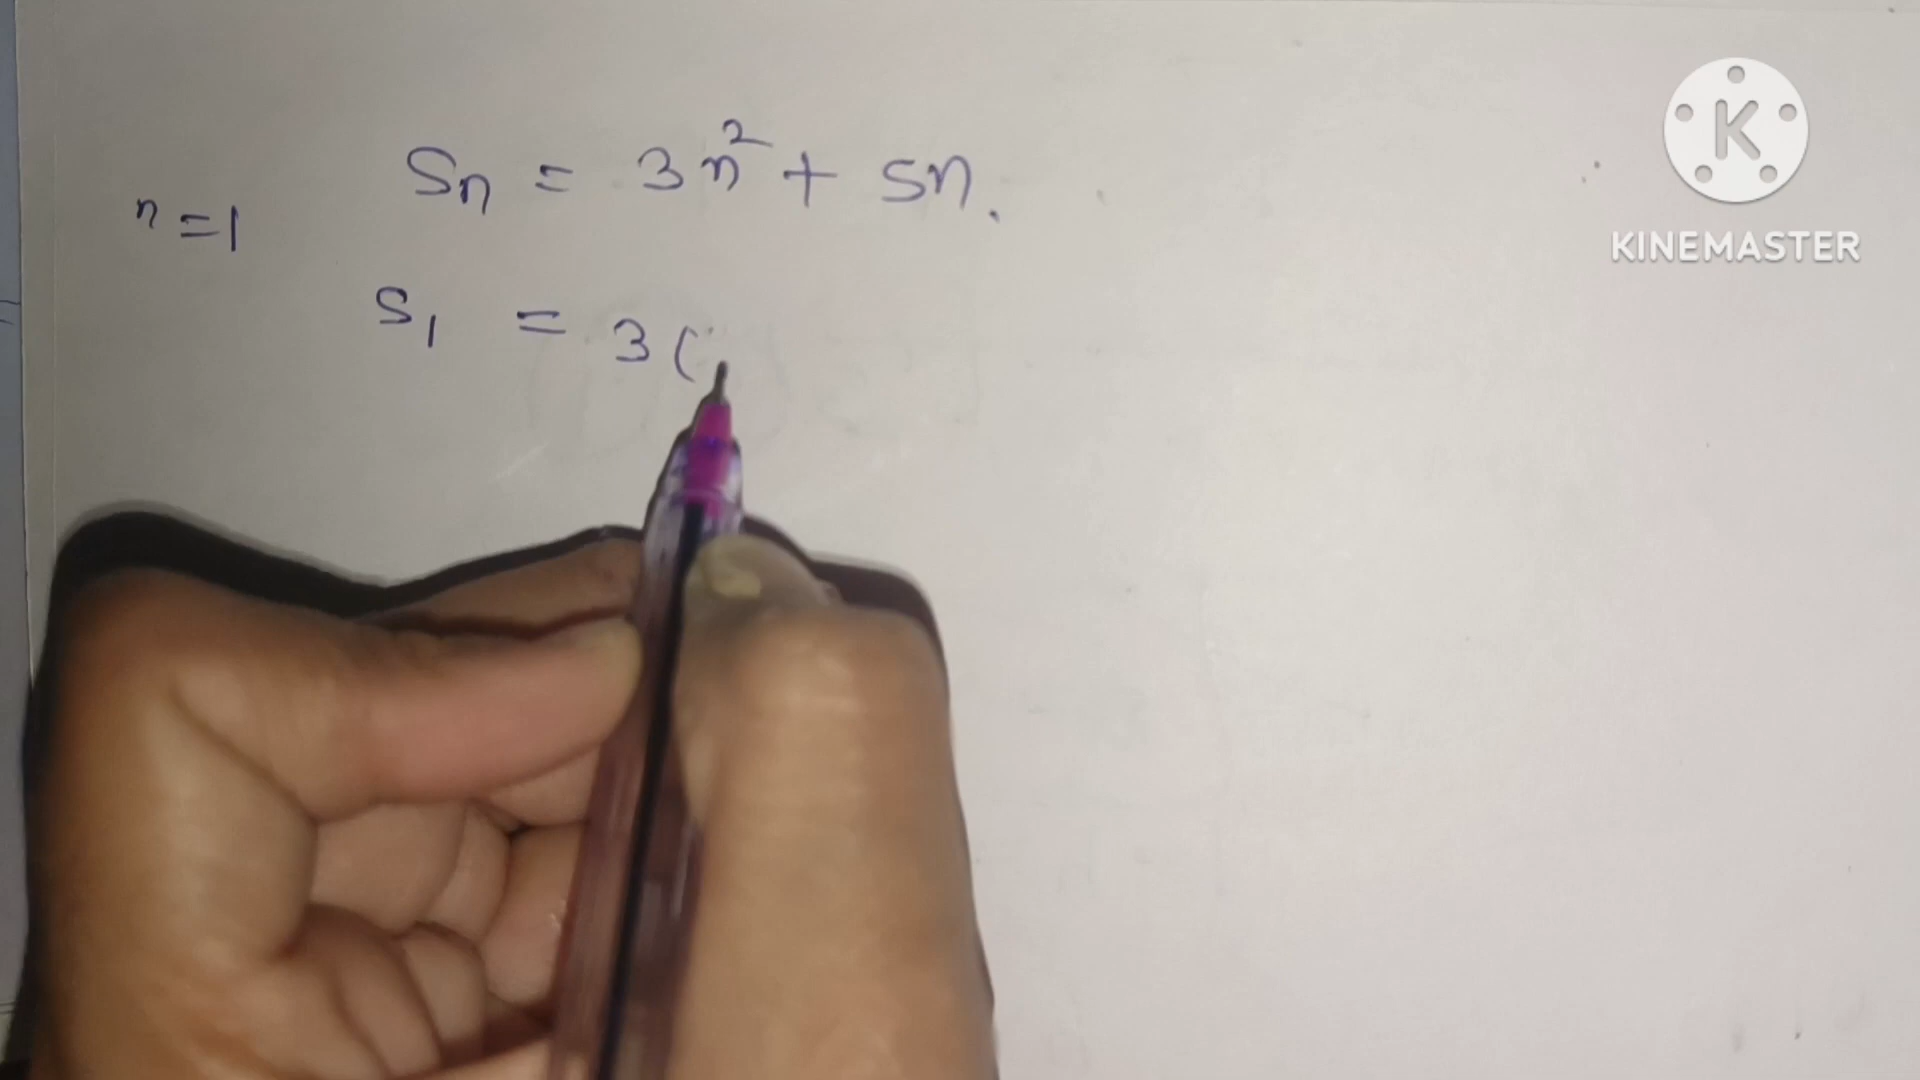 Sn = 3n² + 5n.
n = 1
S₁ = 3(
KINEMASTER